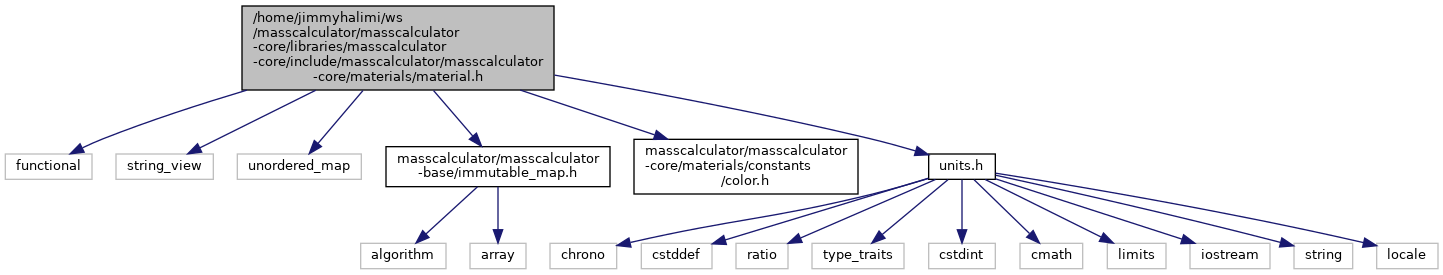 /home/jimmyhalimi/ws
/masscalculator/masscalculator
-core/libraries/masscalculator
-core/include/masscalculator/masscalculator
-core/materials/material.h
functional
string_view
unordered_map
masscalculator/masscalculator
-base/immutable_map.h
masscalculator/masscalculator
-core/materials/constants
/color.h
units.h
algorithm
array
chrono
cstddef
ratio
type_traits
cstdint
cmath
limits
iostream
string
locale